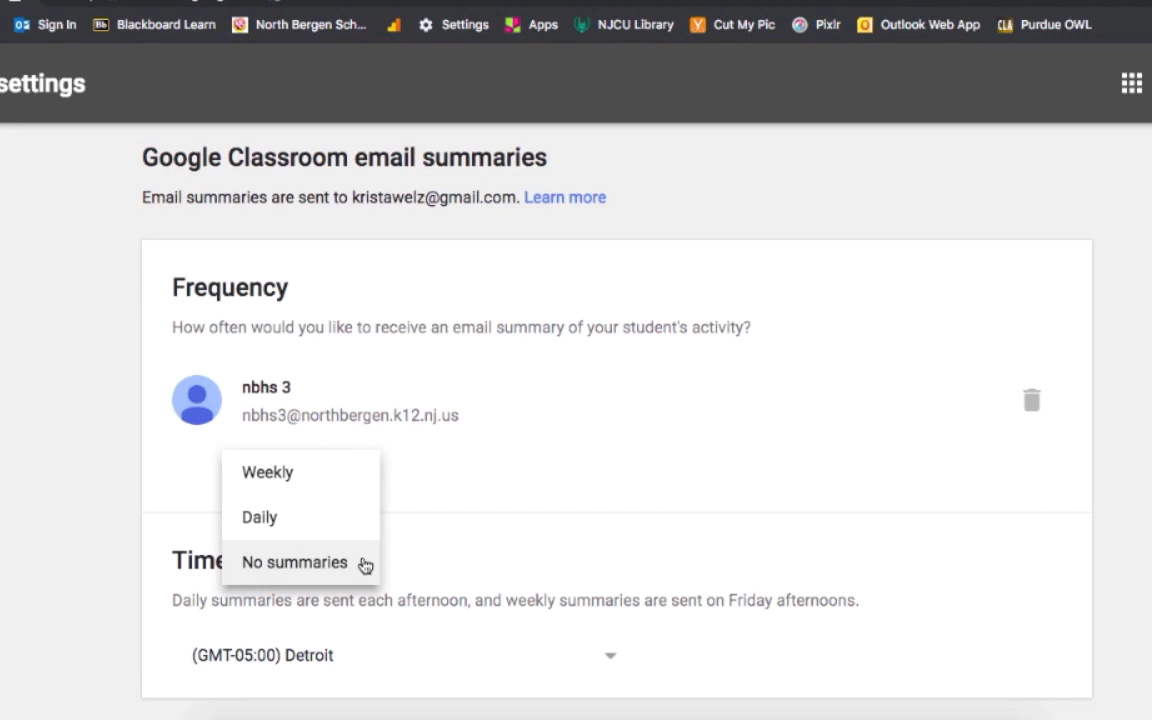 Sign In Blackboard Learn North Bergen Sch... Settings Apps NJCU Library Cut My Pic Pixlr Outlook Web App Purdue OWL
settings
Google Classroom email summaries
Email summaries are sent to kristawelz@gmail.com. Learn more
Frequency
How often would you like to receive an email summary of your student's activity?
nbhs 3
nbhs3@northbergen.k12.nj.us
Weekly
Daily
No summaries
Time
Daily summaries are sent each afternoon, and weekly summaries are sent on Friday afternoons.
(GMT-05:00) Detroit